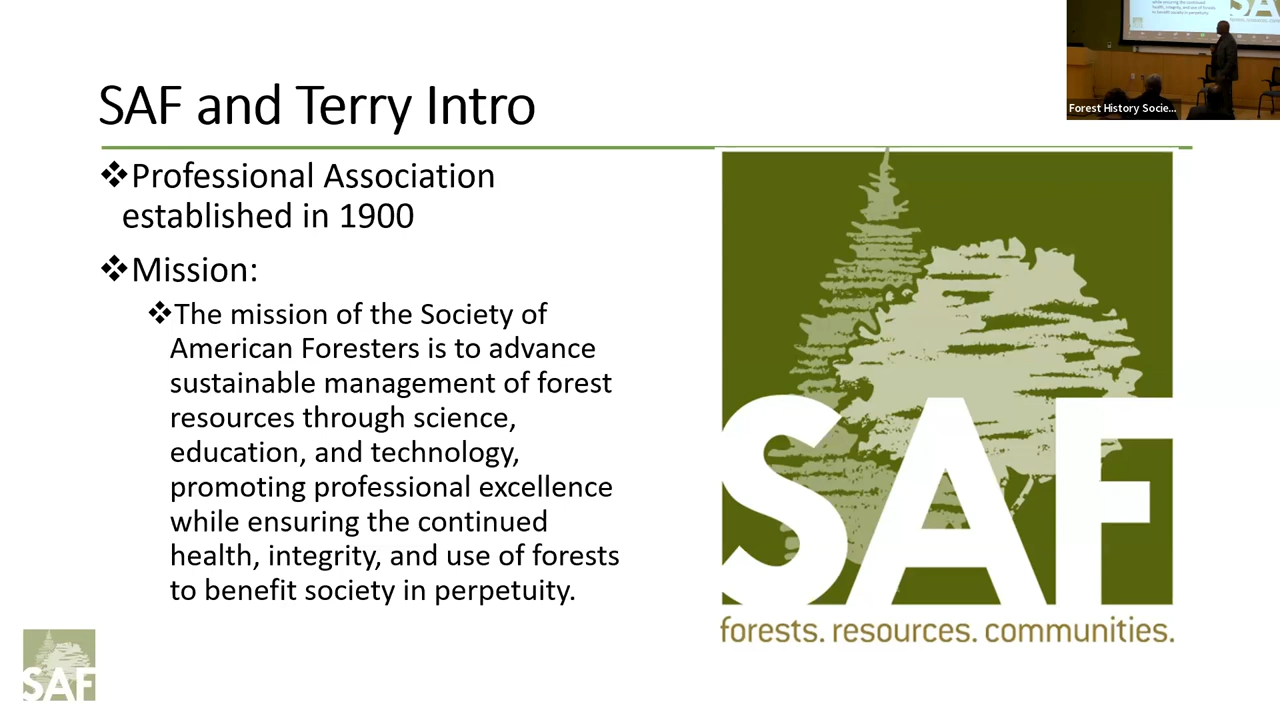 SAF and Terry Intro
Forest History Socie...
❖Professional Association
established in 1900
❖Mission:
❖The mission of the Society of
American Foresters is to advance
sustainable management of forest
resources through science,
education, and technology,
promoting professional excellence
while ensuring the continued
health, integrity, and use of forests
to benefit society in perpetuity.
SAF
forests. resources. communities.
SAF